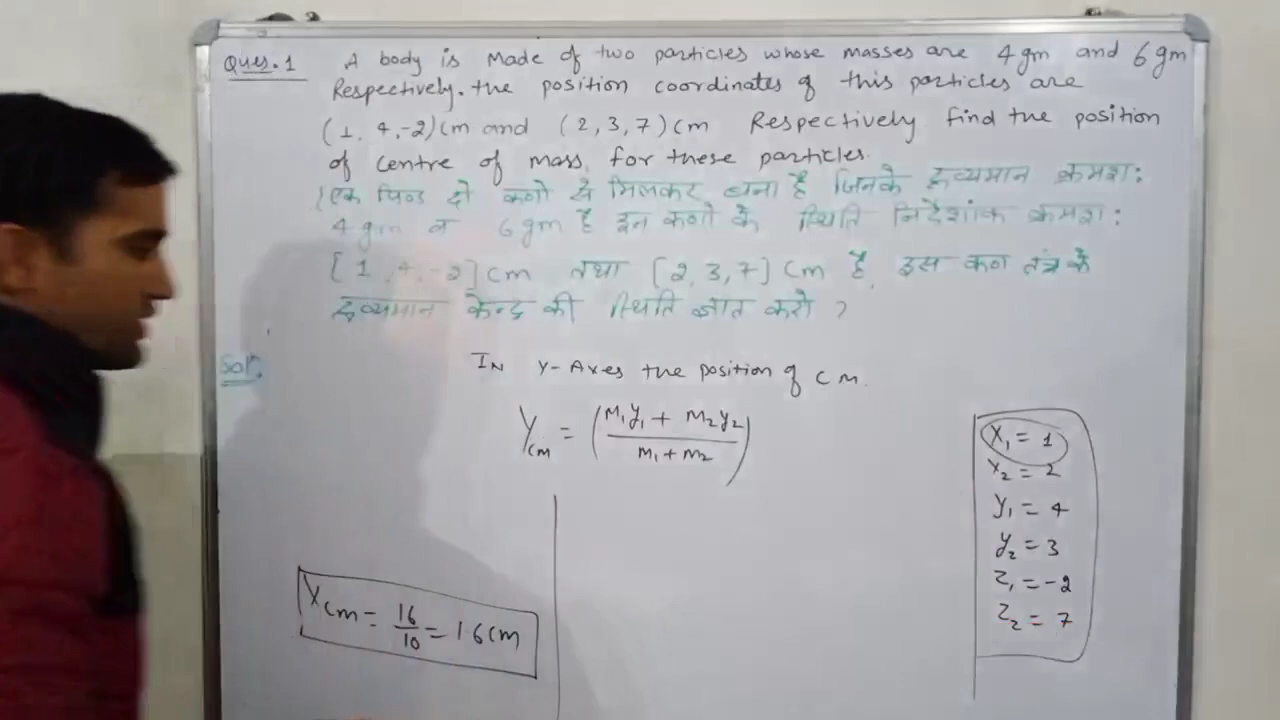 Ques. 1 A body is Made of two particles whose masses are 4 gm and 6 gm
Respectively. the position coordinates of this particles are
(1, 4, -2) cm and (2, 3, 7) cm Respectively find the position
of centre of mass, for these particles.
एक पिन्ड दो कणो से मिलकर बना है जिनके द्रव्यमान क्रमश:
4 gm व 6 gm है इन कणो के स्थिति निर्देशांक क्रमश:
[1, 4, -2] cm तथा [2, 3, 7] cm है, इस कण तंत्र के
द्रव्यमान केन्द्र की स्थिति ज्ञात करो ?
Sol.
IN Y-Axes the position of CM.
Y_cm = (M₁y₁ + M₂y₂ / M₁ + M₂)
X_cm = 16/10 = 1.6 cm
X₁ = 1
X₂ = 2
y₁ = 4
y₂ = 3
Z₁ = -2
Z₂ = 7